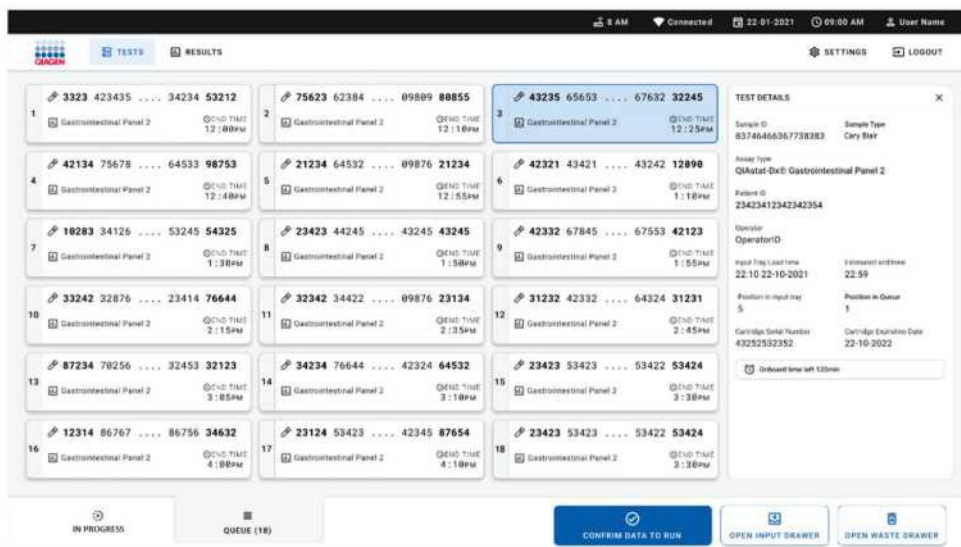 8 AM Connected 22-01-2021 09:00 AM User Name
QIAGEN TESTS RESULTS SETTINGS LOGOUT
1 3323 423435 .... 34234 53212
Gastrointestinal Panel 2 END TIME 12:00PM
2 75623 62384 .... 09809 80855
Gastrointestinal Panel 2 END TIME 12:10PM
3 43235 65653 .... 67632 32245
Gastrointestinal Panel 2 END TIME 12:25PM
4 42134 75678 .... 64533 98753
Gastrointestinal Panel 2 END TIME 12:40PM
5 21234 64532 .... 09876 21234
Gastrointestinal Panel 2 END TIME 12:55PM
6 42321 43421 .... 43242 12090
Gastrointestinal Panel 2 END TIME 1:10PM
7 10283 34126 .... 53245 54325
Gastrointestinal Panel 2 END TIME 1:30PM
8 23423 44245 .... 43245 43245
Gastrointestinal Panel 2 END TIME 1:50PM
9 42332 67845 .... 67553 42123
Gastrointestinal Panel 2 END TIME 1:55PM
10 33242 32876 .... 23414 76644
Gastrointestinal Panel 2 END TIME 2:15PM
11 32342 34422 .... 09876 23134
Gastrointestinal Panel 2 END TIME 2:35PM
12 31232 42332 .... 64324 31231
Gastrointestinal Panel 2 END TIME 2:45PM
13 87234 70256 .... 32453 32123
Gastrointestinal Panel 2 END TIME 3:05PM
14 34234 76644 .... 42324 64532
Gastrointestinal Panel 2 END TIME 3:10PM
15 23423 53423 .... 53422 53424
Gastrointestinal Panel 2 END TIME 3:30PM
16 12314 86767 .... 86756 34632
Gastrointestinal Panel 2 END TIME 4:00PM
17 23124 53423 .... 42345 87654
Gastrointestinal Panel 2 END TIME 4:10PM
18 23423 53423 .... 53422 53424
Gastrointestinal Panel 2 END TIME 3:30PM
TEST DETAILS
Sample ID Sample Type
83746466367738383 Cary Blair
Assay Type
QIAstat-Dx® Gastrointestinal Panel 2
Patient ID
23423412342342354
Operator
OperatorID
Input Tray Load time Estimated endtime
22:10 22-10-2021 22:59
Position in input tray Position in Queue
5 1
Cartridge Serial Number Cartridge Expiration Date
43252532352 22-10-2022
Onboard time left 120min
IN PROGRESS QUEUE (18) CONFRIM DATA TO RUN OPEN INPUT DRAWER OPEN WASTE DRAWER